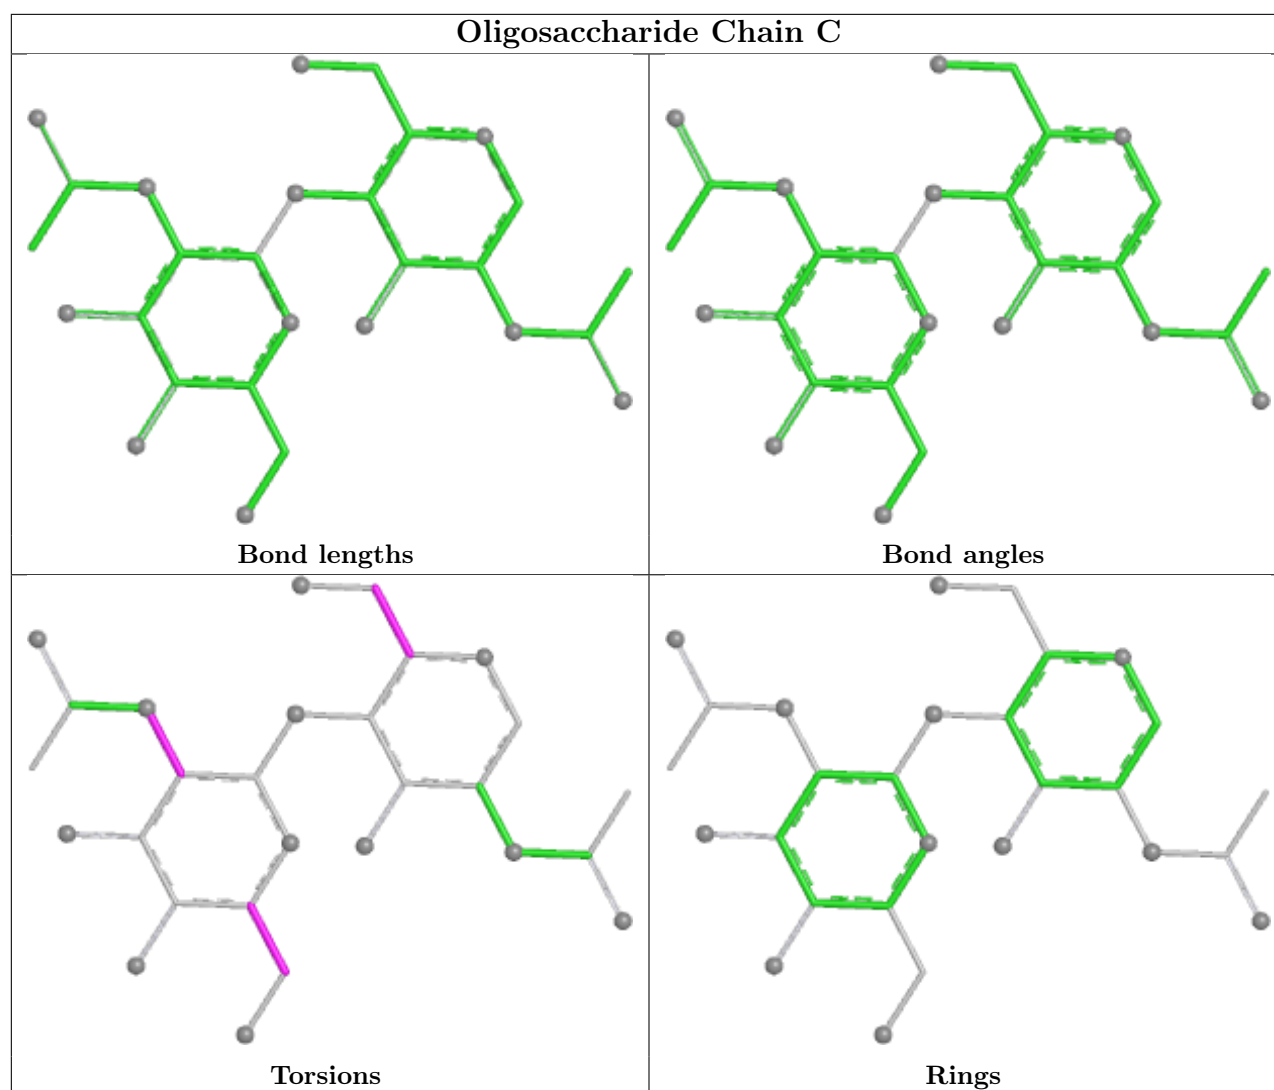 Oligosaccharide Chain C
Bond lengths
Bond angles
Torsions
Rings